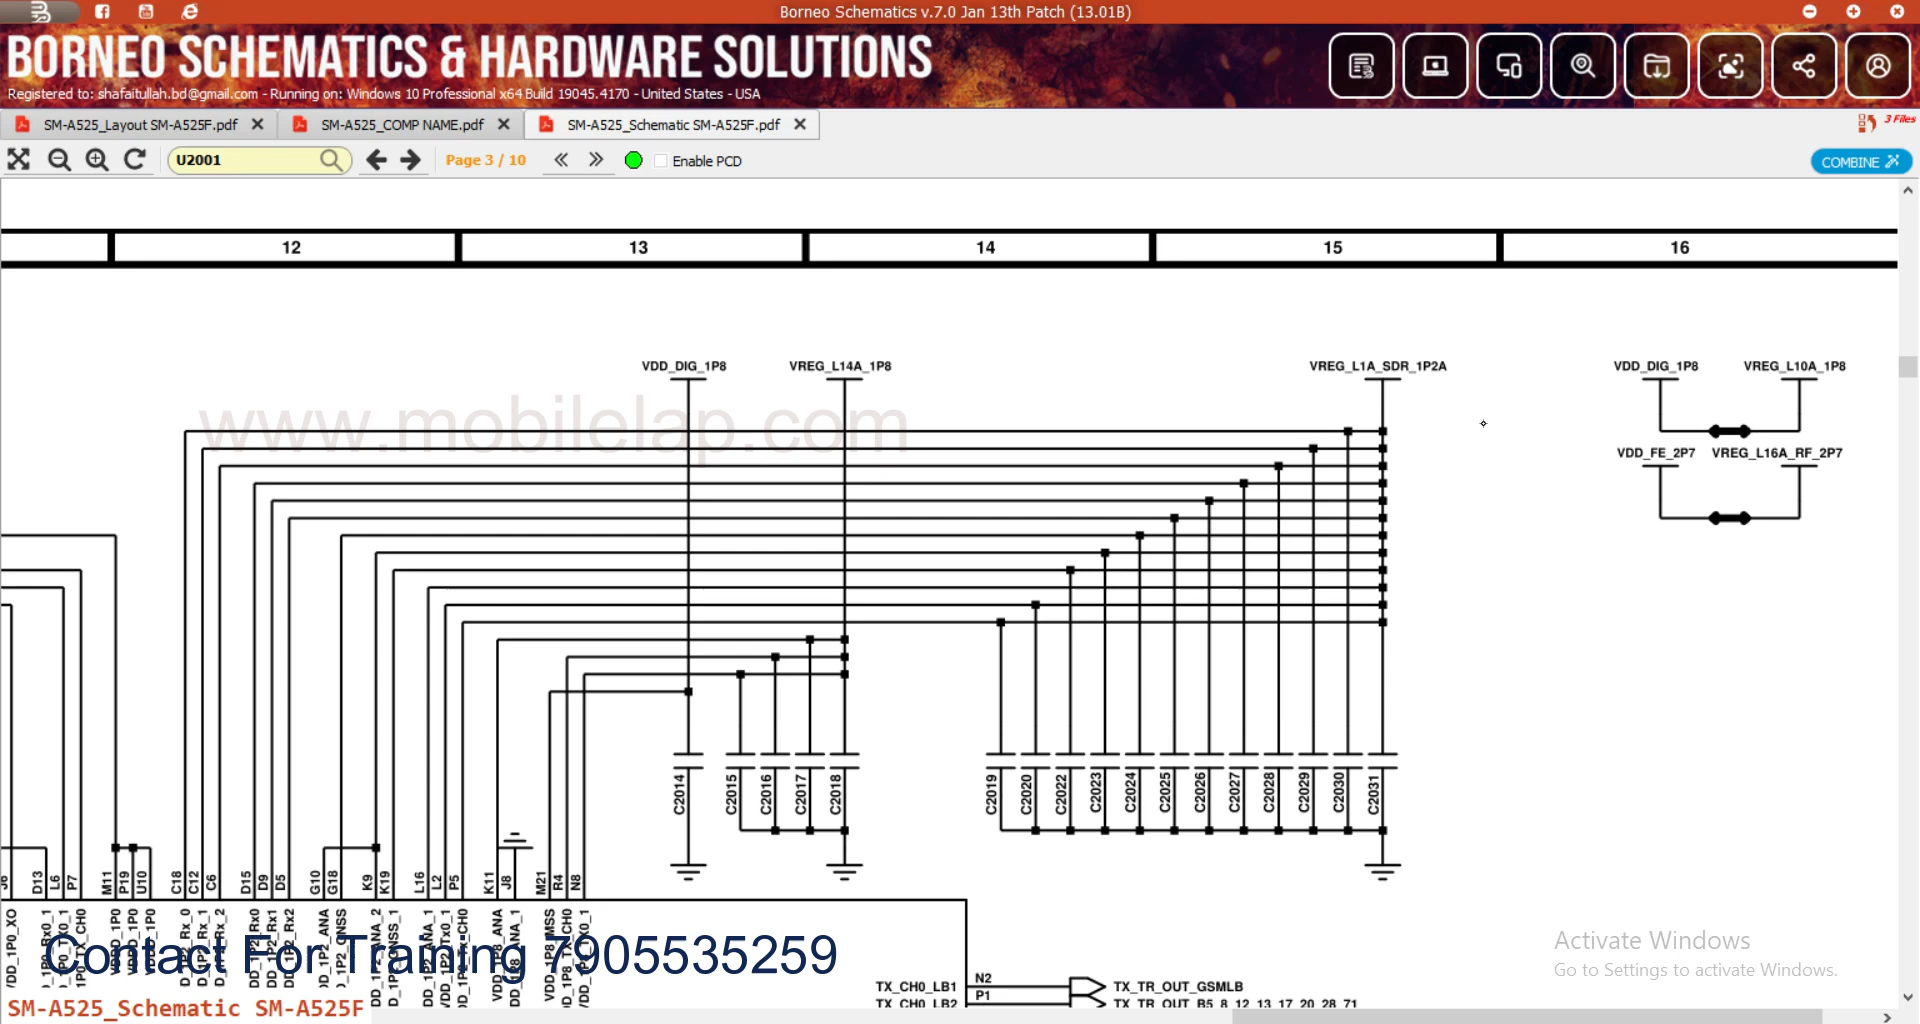 Borneo Schematics v.7.0 Jan 13th Patch (13.01B)
BORNEO SCHEMATICS & HARDWARE SOLUTIONS
Registered to: shafaitullah.bd@gmail.com - Running on: Windows 10 Professional x64 Build 19045.4170 - United States - USA
SM-A525_Layout SM-A525F.pdf
SM-A525_COMP NAME.pdf
SM-A525_Schematic SM-A525F.pdf
3 Files
U2001
Page 3 / 10
Enable PCD
COMBINE
12 13 14 15 16
VDD_DIG_1P8 VREG_L14A_1P8 VREG_L1A_SDR_1P2A VDD_DIG_1P8 VREG_L10A_1P8
www.mobilelap.com
VDD_FE_2P7 VREG_L16A_RF_2P7
C2014 C2015 C2016 C2017 C2018 C2019 C2020 C2022 C2023 C2024 C2025 C2026 C2027 C2028 C2029 C2030 C2031
J6 D13 L6 P7 M11 P19 U10 C18 C12 C6 D15 D9 D5 G10 G18 K9 K19 L16 L2 P5 K11 J8 M21 R4 N8
Contact For Training 7905535259
Activate Windows
Go to Settings to activate Windows.
TX_CH0_LB1 N2 TX_TR_OUT_GSMLB
TX_CH0_LB2 P1 TX_TR_OUT_B5_8_12_13_17_20_28_71
SM-A525_Schematic SM-A525F